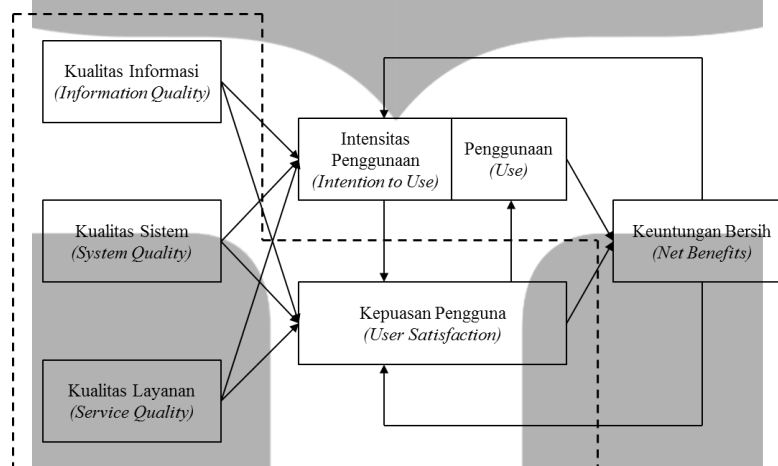 Kualitas Informasi
(Information Quality)
Intensitas
Penggunaan
(Intention to Use)
Penggunaan
(Use)
Kualitas Sistem
(System Quality)
Keuntungan Bersih
(Net Benefits)
Kepuasan Pengguna
(User Satisfaction)
Kualitas Layanan
(Service Quality)